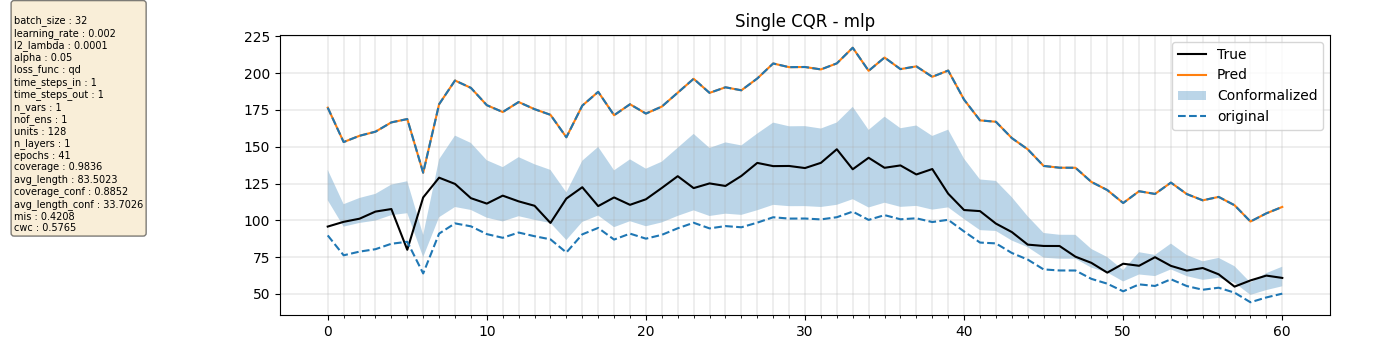 batch_size : 32
learning_rate : 0.002
l2_lambda : 0.0001
alpha : 0.05
loss_func : qd
time_steps_in : 1
time_steps_out : 1
n_vars : 1
nof_ens : 1
units : 128
n_layers : 1
epochs : 41
coverage : 0.9836
avg_length : 83.5023
coverage_conf : 0.8852
avg_length_conf : 33.7026
mis : 0.4208
cwc : 0.5765
Single CQR - mlp
225
200
175
150
125
100
75
50
True
Pred
Conformalized
original
0 10 20 30 40 50 60